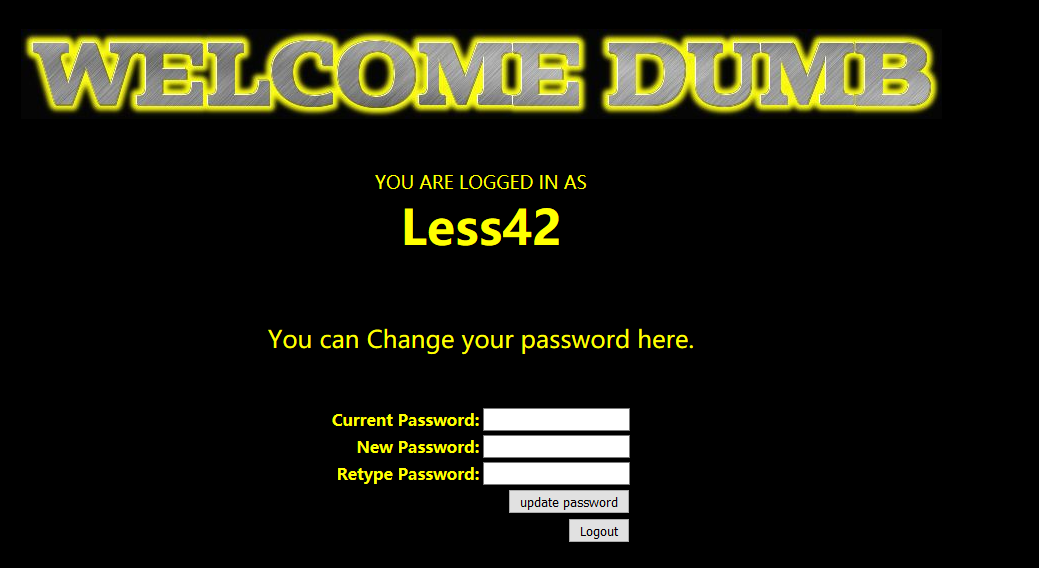 WELCOME DUMB
YOU ARE LOGGED IN AS
Less42
You can Change your password here.
Current Password:
New Password:
Retype Password:
update password
Logout